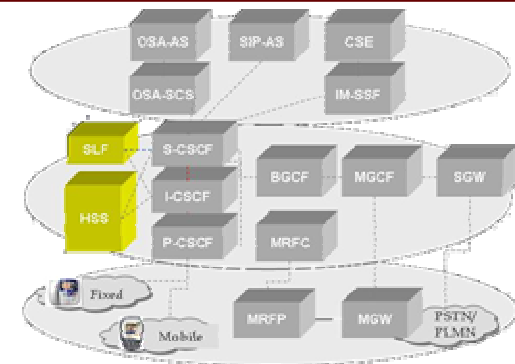 OSA-AS SIP-AS CSE
OSA-SCS IM-SSF
SLF S-CSCF
BGCF MGCF SGW
I-CSCF
HSS
P-CSCF MRFC
Fixed
MRFP MGW PSTN/
PLMN
Mobile